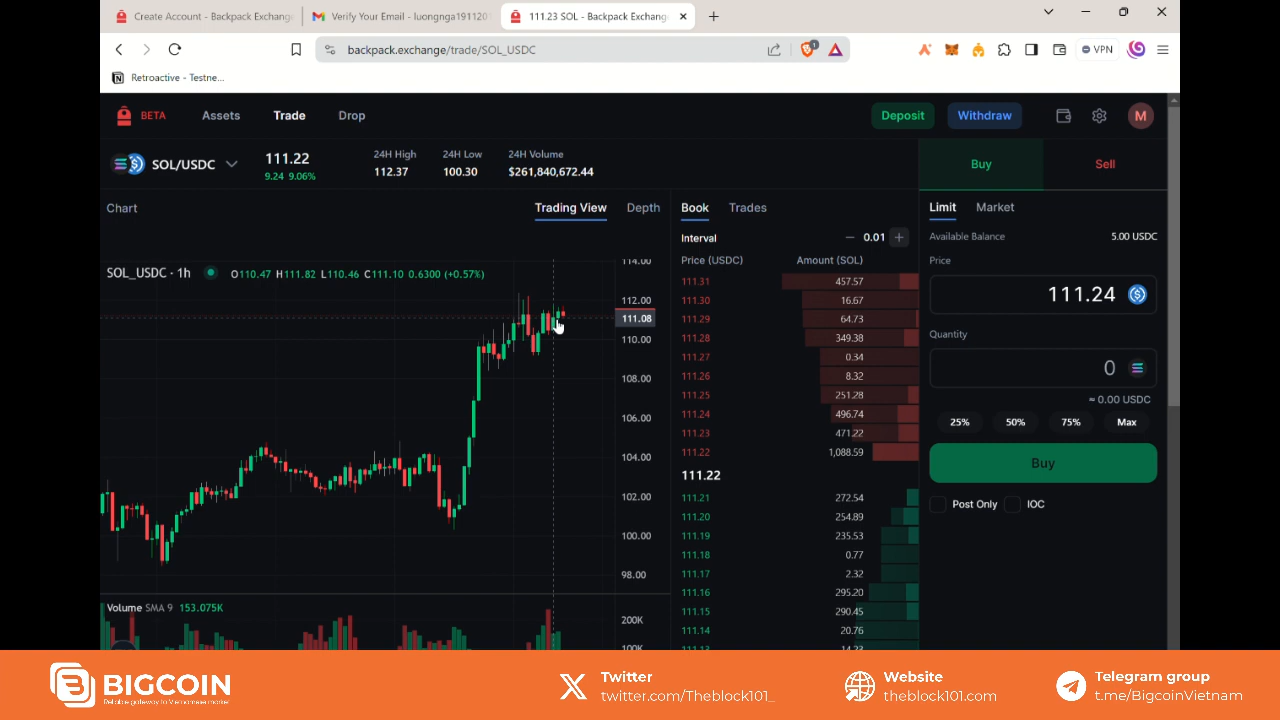 Create Account - Backpack Exchang
Verify Your Email - luongnga191120
111.23 SOL - Backpack Exchang
backpack.exchange/trade/SOL_USDC
1
VPN
Retroactive - Testne...
BETA
Assets
Trade
Drop
Deposit
Withdraw
M
SOL/USDC
111.22
9.24 9.06%
24H High
112.37
24H Low
100.30
24H Volume
$261,840,672.44
Buy
Sell
Chart
Trading View
Depth
Book
Trades
Limit
Market
Interval
0.01
Available Balance
5.00 USDC
Price (USDC)
Amount (SOL)
Price
111.24
Quantity
0
≈ 0.00 USDC
25%
50%
75%
Max
Buy
Post Only
IOC
SOL_USDC · 1h
O110.47 H111.82 L110.46 C111.10 0.6300 (+0.57%)
114.00
112.00
111.08
110.00
108.00
106.00
104.00
102.00
100.00
98.00
Volume SMA 9 153.075K
200K
100K
111.31 457.57
111.30 16.67
111.29 64.73
111.28 349.38
111.27 0.34
111.26 8.32
111.25 251.28
111.24 496.74
111.23 471.22
111.22 1,088.59
111.22
111.21 272.54
111.20 254.89
111.19 235.53
111.18 0.77
111.17 2.32
111.16 295.20
111.15 290.45
111.14 20.76
BIGCOIN
Reliable gateway to Vietnamese market
Twitter
twitter.com/Theblock101_
Website
theblock101.com
Telegram group
t.me/BigcoinVietnam